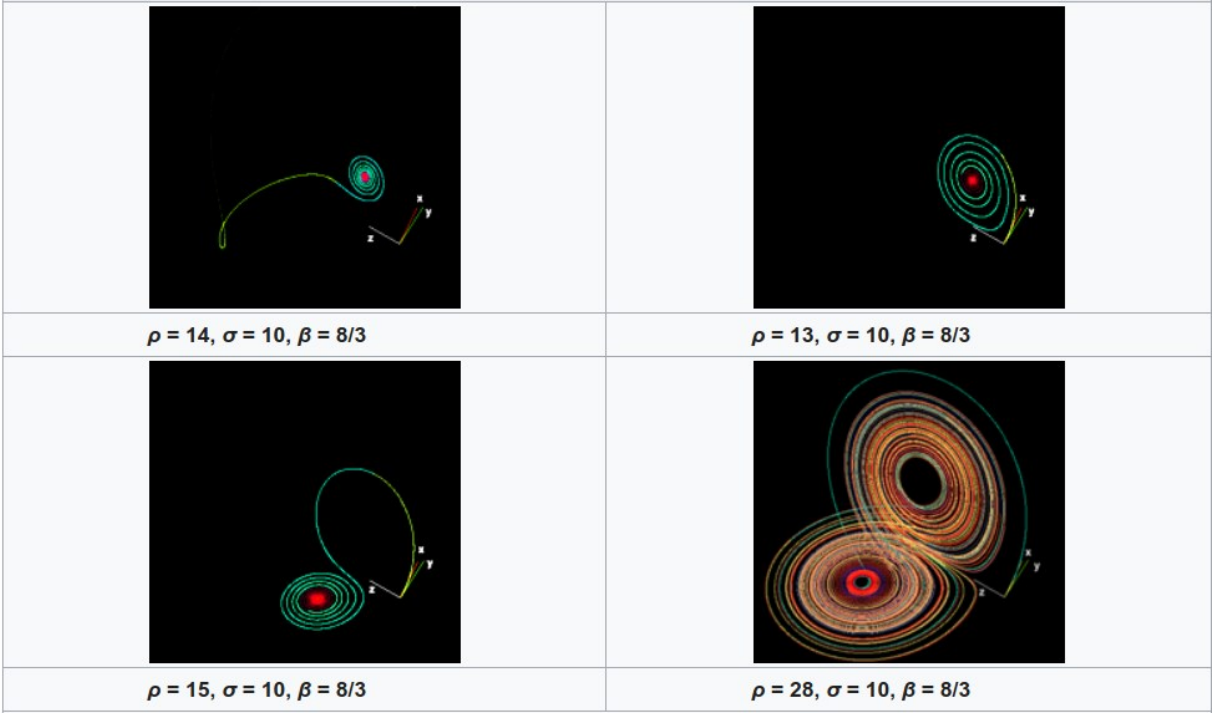 x
y
z
x
y
z
ρ = 14, σ = 10, β = 8/3
ρ = 13, σ = 10, β = 8/3
x
y
z
x
y
z
ρ = 15, σ = 10, β = 8/3
ρ = 28, σ = 10, β = 8/3